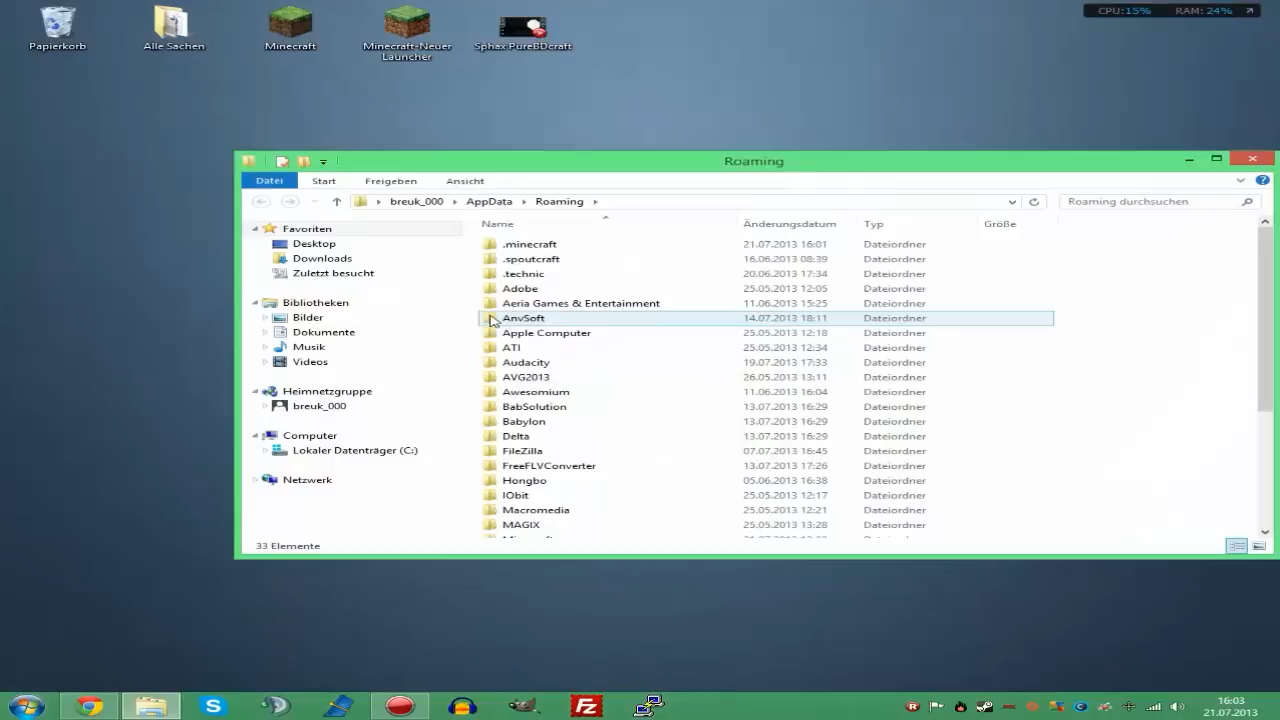 CPU:15% RAM: 24%
Papierkorb
Alle Sachen
Minecraft
Minecraft-Neuer
Launcher
Sphax PureBDcraft
Roaming
Datei Start Freigeben Ansicht
breuk_000 AppData Roaming
Roaming durchsuchen
Name Änderungsdatum Typ Größe
Favoriten
Desktop
Downloads
Zuletzt besucht
Bibliotheken
Bilder
Dokumente
Musik
Videos
Heimnetzgruppe
breuk_000
Computer
Lokaler Datenträger (C:)
Netzwerk
.minecraft 21.07.2013 16:01 Dateiordner
.spoutcraft 16.06.2013 08:39 Dateiordner
.technic 20.06.2013 17:34 Dateiordner
Adobe 25.05.2013 12:05 Dateiordner
Aeria Games & Entertainment 11.06.2013 15:25 Dateiordner
AnvSoft 14.07.2013 18:11 Dateiordner
Apple Computer 25.05.2013 12:18 Dateiordner
ATI 25.05.2013 12:34 Dateiordner
Audacity 19.07.2013 17:33 Dateiordner
AVG2013 26.05.2013 13:11 Dateiordner
Awesomium 11.06.2013 16:04 Dateiordner
BabSolution 13.07.2013 16:29 Dateiordner
Babylon 13.07.2013 16:29 Dateiordner
Delta 13.07.2013 16:29 Dateiordner
FileZilla 07.07.2013 16:45 Dateiordner
FreeFLVConverter 13.07.2013 17:26 Dateiordner
Hongbo 05.06.2013 16:38 Dateiordner
IObit 25.05.2013 12:17 Dateiordner
Macromedia 25.05.2013 12:21 Dateiordner
MAGIX 25.05.2013 13:28 Dateiordner
33 Elemente
Fz
16:03
21.07.2013